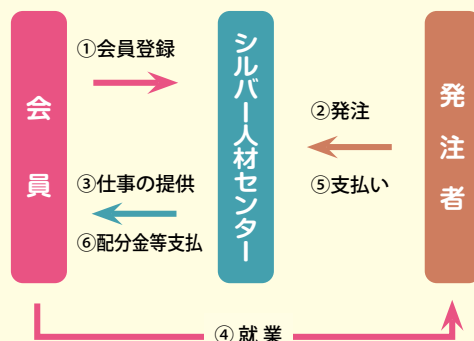 会員
①会員登録
シルバー人材センター
②発注
発注者
③仕事の提供
⑤支払い
⑥配分金等支払
④就業